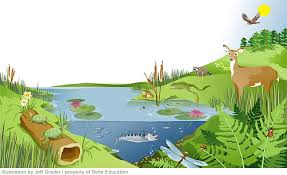 Illustration by Jeff Grader | property of Delta Education